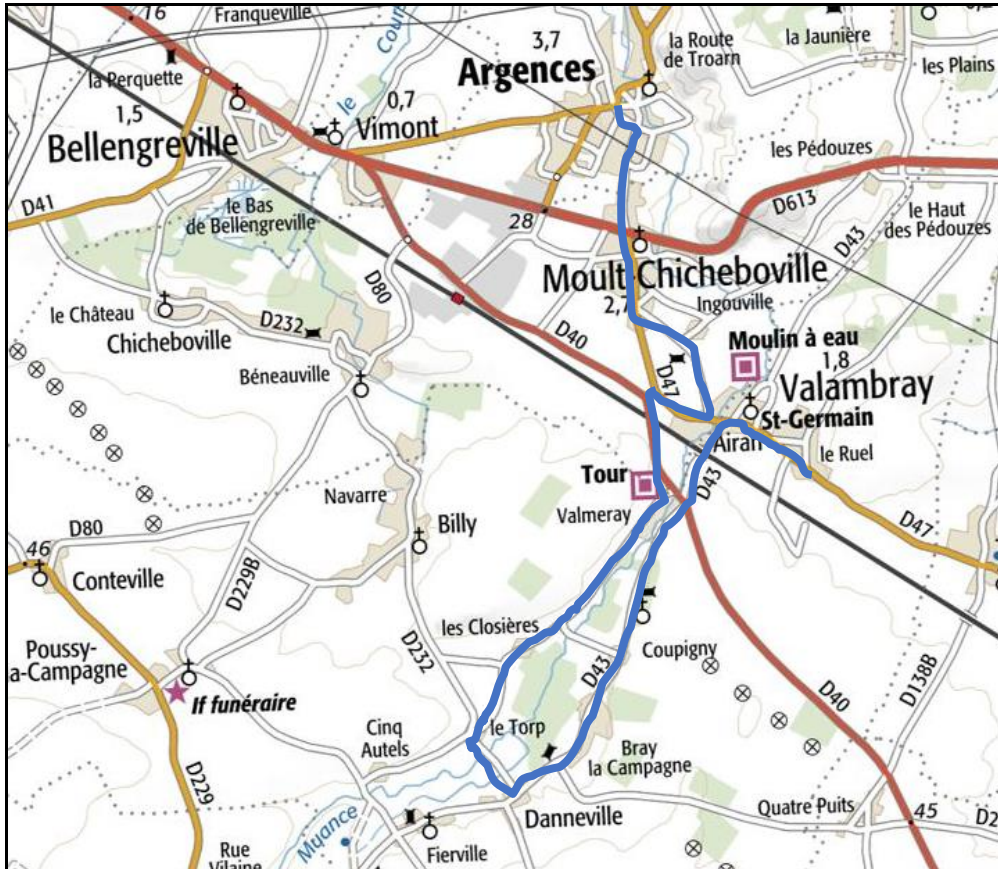 16
Franqueville
3,7
la Route
de Troarn
la Jaunière
les Plains
la Perquette
Argences
1,5
le
0,7
Vimont
Bellengreville
les Pédouzes
D41
le Bas
de Bellengreville
28
D613
D43
le Haut
des Pédouzes
D80
Moult-Chicheboville
2,7
Ingouville
le Château
D232
Chicheboville
D40
Moulin à eau
1,8
Béneauville
D47
Valambray
St-Germain
Airan
le Ruel
Navarre
Tour
D43
Valmeray
D80
Billy
D47
46
Conteville
D229B
les Closières
Coupigny
Poussy-
a-Campagne
D232
D43
D138B
If funéraire
D40
Cinq
Autels
le Torp
Bray
la Campagne
D229
Quatre Puits
45
Danneville
Muance
Fierville
Rue
Vilaine